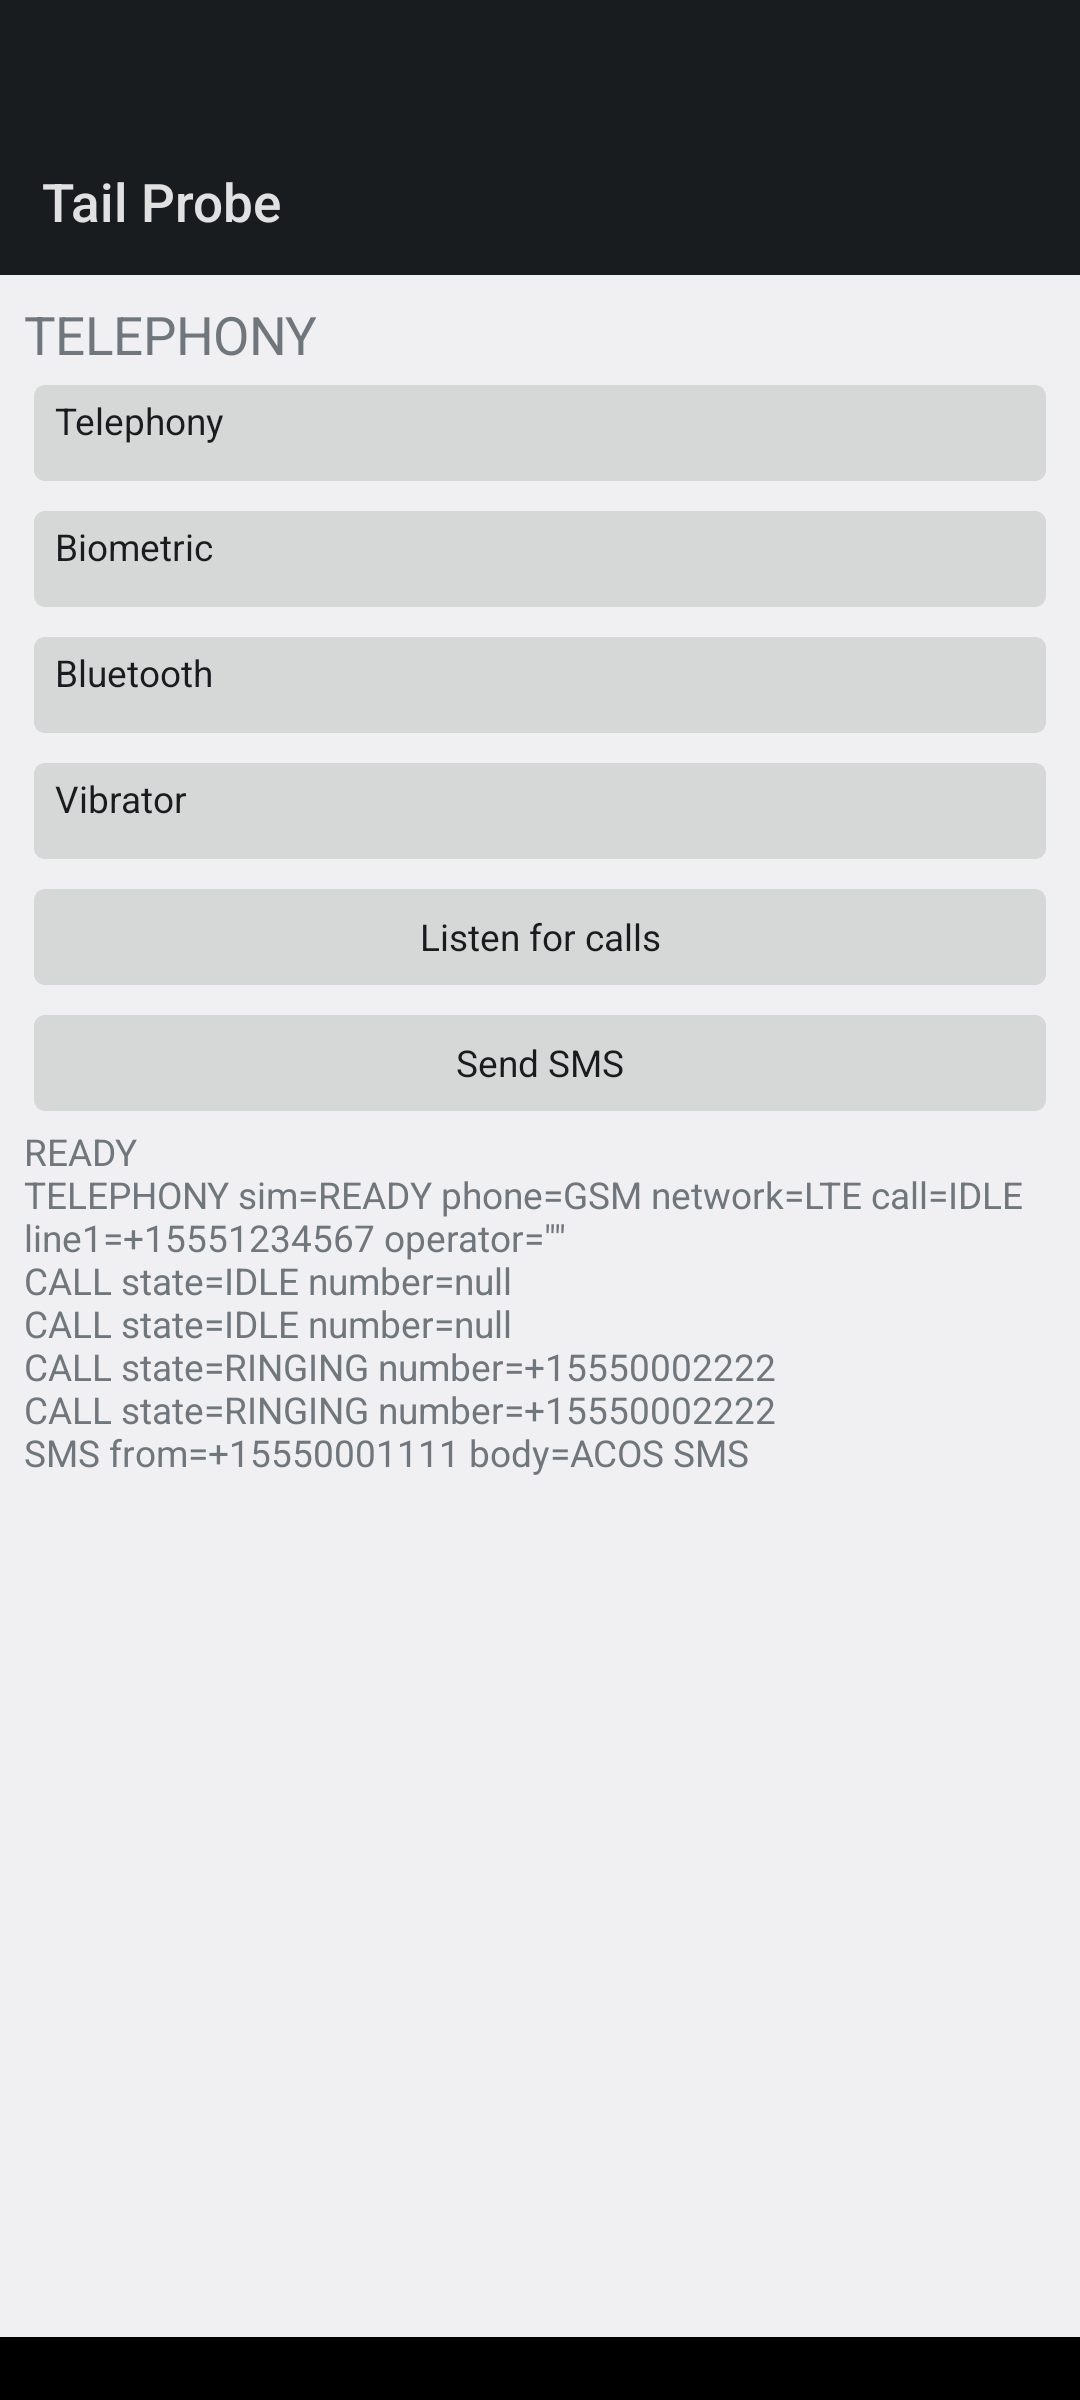 Tail Probe
TELEPHONY
Telephony
Biometric
Bluetooth
Vibrator
Listen for calls
Send SMS
READY
TELEPHONY sim=READY phone=GSM network=LTE call=IDLE
line1=+15551234567 operator=""
CALL state=IDLE number=null
CALL state=IDLE number=null
CALL state=RINGING number=+15550002222
CALL state=RINGING number=+15550002222
SMS from=+15550001111 body=ACOS SMS